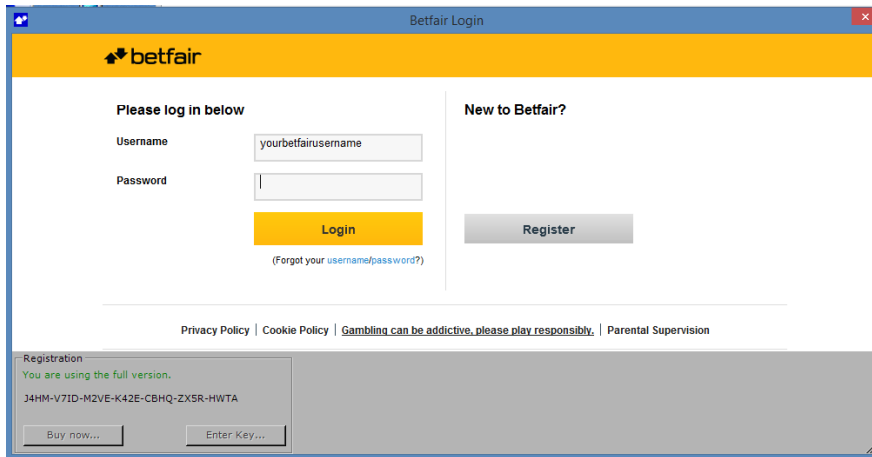 Betfair Login
betfair
Please log in below
New to Betfair?
Username
yourbetfairusername
Password
Login
Register
(Forgot your username/password?)
Privacy Policy | Cookie Policy | Gambling can be addictive, please play responsibly. | Parental Supervision
Registration
You are using the full version.
J4HM-V7ID-M2VE-K42E-CBHQ-ZX5R-HWTA
Buy now...
Enter Key...